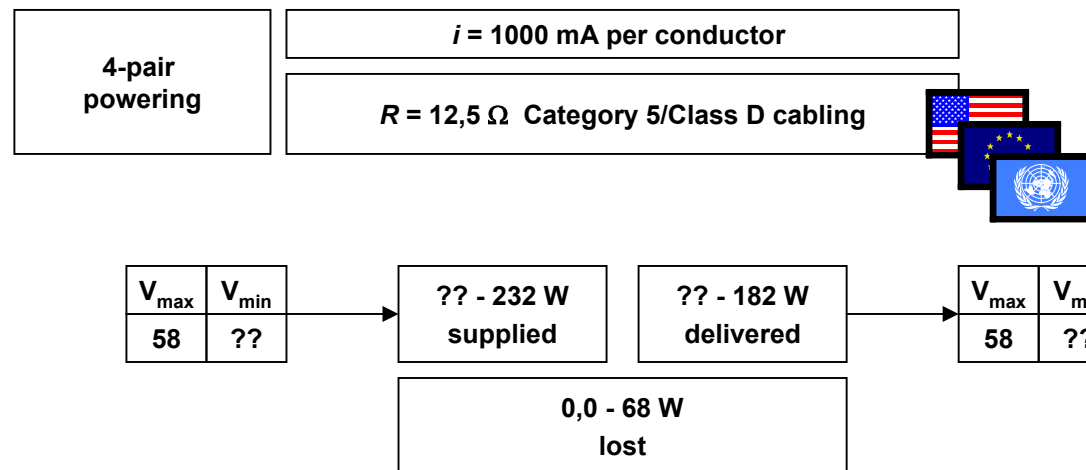 4-pair
powering
i = 1000 mA per conductor
R = 12,5 Ω Category 5/Class D cabling
Vmax Vmin
58 ??
?? - 232 W
supplied
?? - 182 W
delivered
Vmax Vm
58 ??
0,0 - 68 W
lost